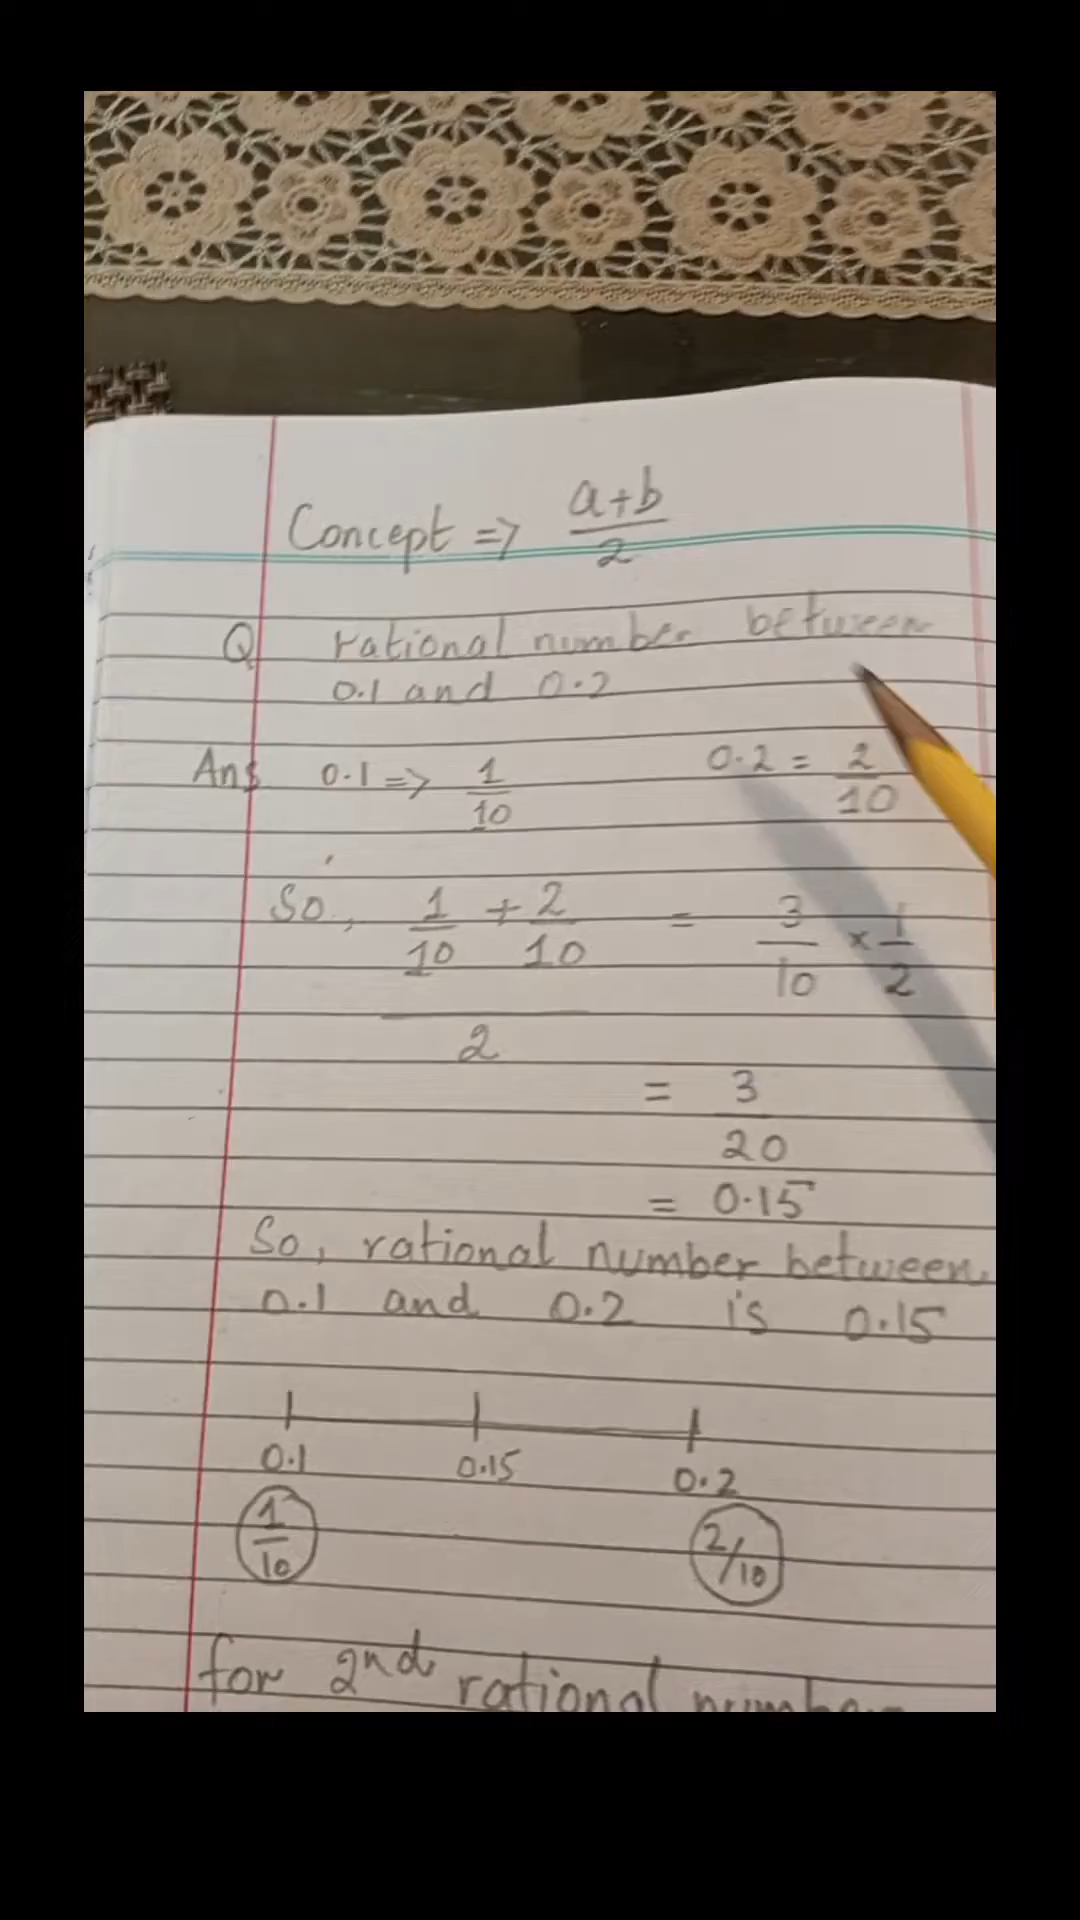 Concept => a+b/2
Q rational number between
0.1 and 0.2
Ans 0.1 => 1/10 0.2 = 2/10
So, 1/10 + 2/10 = 3/10 × 1/2
2
= 3/20
= 0.15
So, rational number between
0.1 and 0.2 is 0.15
0.1 0.15 0.2
1/10 2/10
for 2nd rational number